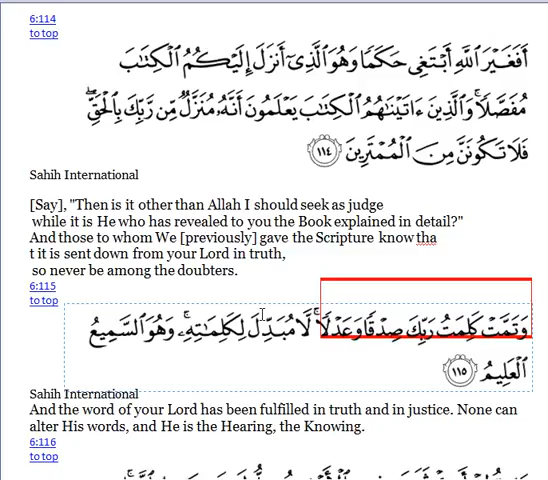 6:114
to top
أَفَغَيْرَ ٱللَّهِ أَبْتَغِى حَكَمًا وَهُوَ ٱلَّذِىٓ أَنزَلَ إِلَيْكُمُ ٱلْكِتَٰبَ
مُفَصَّلًا ۚ وَٱلَّذِينَ ءَاتَيْنَٰهُمُ ٱلْكِتَٰبَ يَعْلَمُونَ أَنَّهُۥ مُنَزَّلٌ مِّن رَّبِّكَ بِٱلْحَقِّ ۖ
فَلَا تَكُونَنَّ مِنَ ٱلْمُمْتَرِينَ ١١٤
Sahih International
[Say], "Then is it other than Allah I should seek as judge
while it is He who has revealed to you the Book explained in detail?"
And those to whom We [previously] gave the Scripture know tha
t it is sent down from your Lord in truth,
so never be among the doubters.
6:115
to top
وَتَمَّتْ كَلِمَتُ رَبِّكَ صِدْقًا وَعَدْلًا ۚ لَّا مُبَدِّلَ لِكَلِمَٰتِهِۦ ۚ وَهُوَ ٱلسَّمِيعُ
ٱلْعَلِيمُ ١١٥
Sahih International
And the word of your Lord has been fulfilled in truth and in justice. None can
alter His words, and He is the Hearing, the Knowing.
6:116
to top